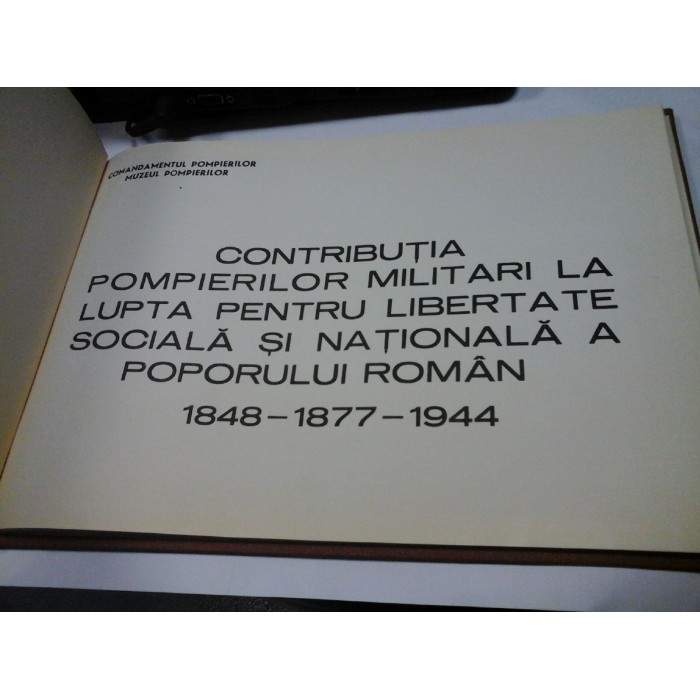 COMANDAMENTUL POMPIERILOR
MUZEUL POMPIERILOR
CONTRIBUȚIA
POMPIERILOR MILITARI LA
LUPTA PENTRU LIBERTATE
SOCIALĂ ȘI NAȚIONALĂ A
POPORULUI ROMÂN
1848 – 1877 – 1944